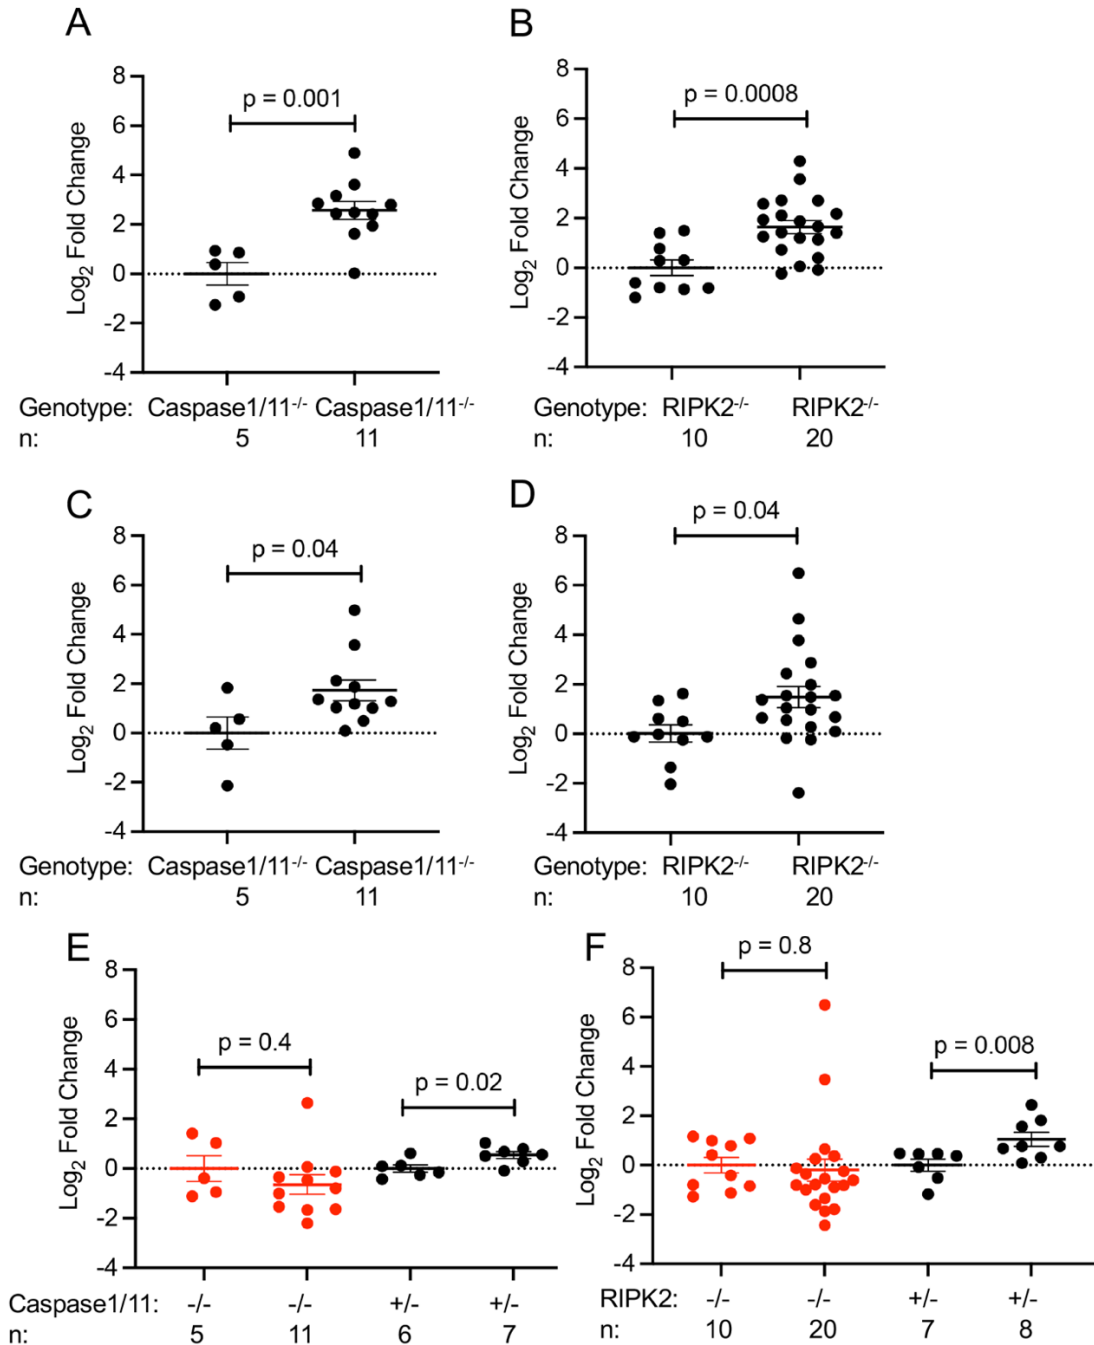 A
B
8
6
4
2
0
-2
-4
Log2 Fold Change
p = 0.001
Genotype: Caspase1/11-/- Caspase1/11-/-
n: 5 11
8
6
4
2
0
-2
-4
Log2 Fold Change
p = 0.0008
Genotype: RIPK2-/- RIPK2-/-
n: 10 20
C
D
8
6
4
2
0
-2
-4
Log2 Fold Change
p = 0.04
Genotype: Caspase1/11-/- Caspase1/11-/-
n: 5 11
8
6
4
2
0
-2
-4
Log2 Fold Change
p = 0.04
Genotype: RIPK2-/- RIPK2-/-
n: 10 20
E
F
8
6
4
2
0
-2
-4
Log2 Fold Change
p = 0.4
p = 0.02
Caspase1/11: -/- -/- +/- +/-
n: 5 11 6 7
8
6
4
2
0
-2
-4
Log2 Fold Change
p = 0.8
p = 0.008
RIPK2: -/- -/- +/- +/-
n: 10 20 7 8